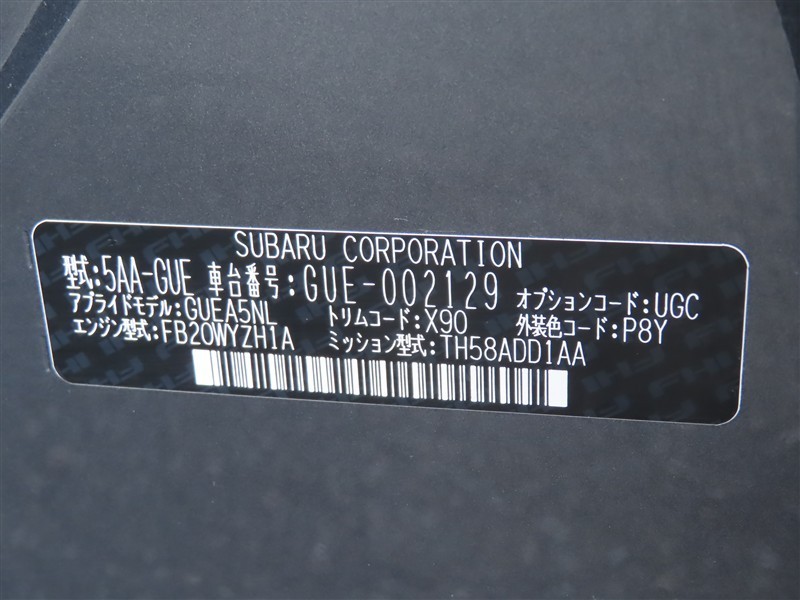 SUBARU CORPORATION
型式:5AA-GUE 車台番号:GUE-002129 オプションコード:UGC
アプライドモデル:GUEA5NL トリムコード:X90 外装色コード:P8Y
エンジン型式:FB20WYZH1A ミッション型式:TH58ADD1AA